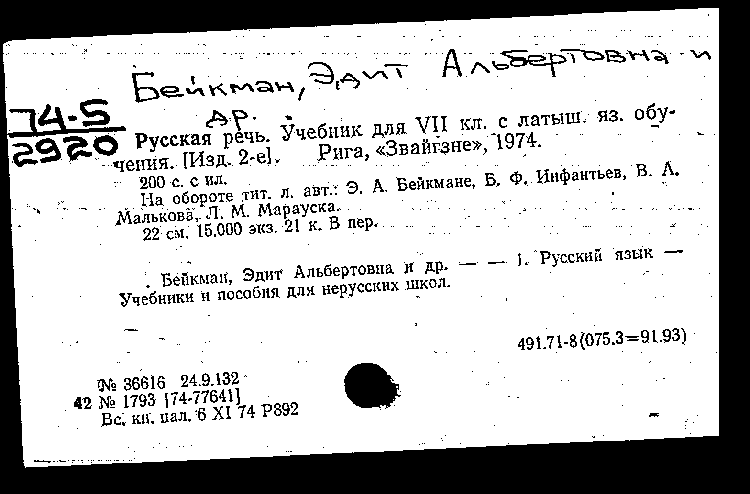 Бейкман, Эдит Альбертовна и
др.
74-5
2920
Русская речь. Учебник для VII кл. с латыш. яз. обу-
чения. [Изд. 2-е]. Рига, «Звайгзне», 1974.
200 с. с ил.
На обороте тит. л. авт.: Э. А. Бейкмане, Б. Ф. Инфантьев, В. А.
Малькова, Л. М. Марауска.
22 см. 15.000 экз. 21 к. В пер.
Бейкман, Эдит Альбертовна и др. — — 1. Русский язык —
Учебники и пособия для нерусских школ.
491.71-8(075.3=91.93)
№ 36616 24.9.132
42 № 1793 [74-77641]
Вс. кн. пал. 6 XI 74 Р892